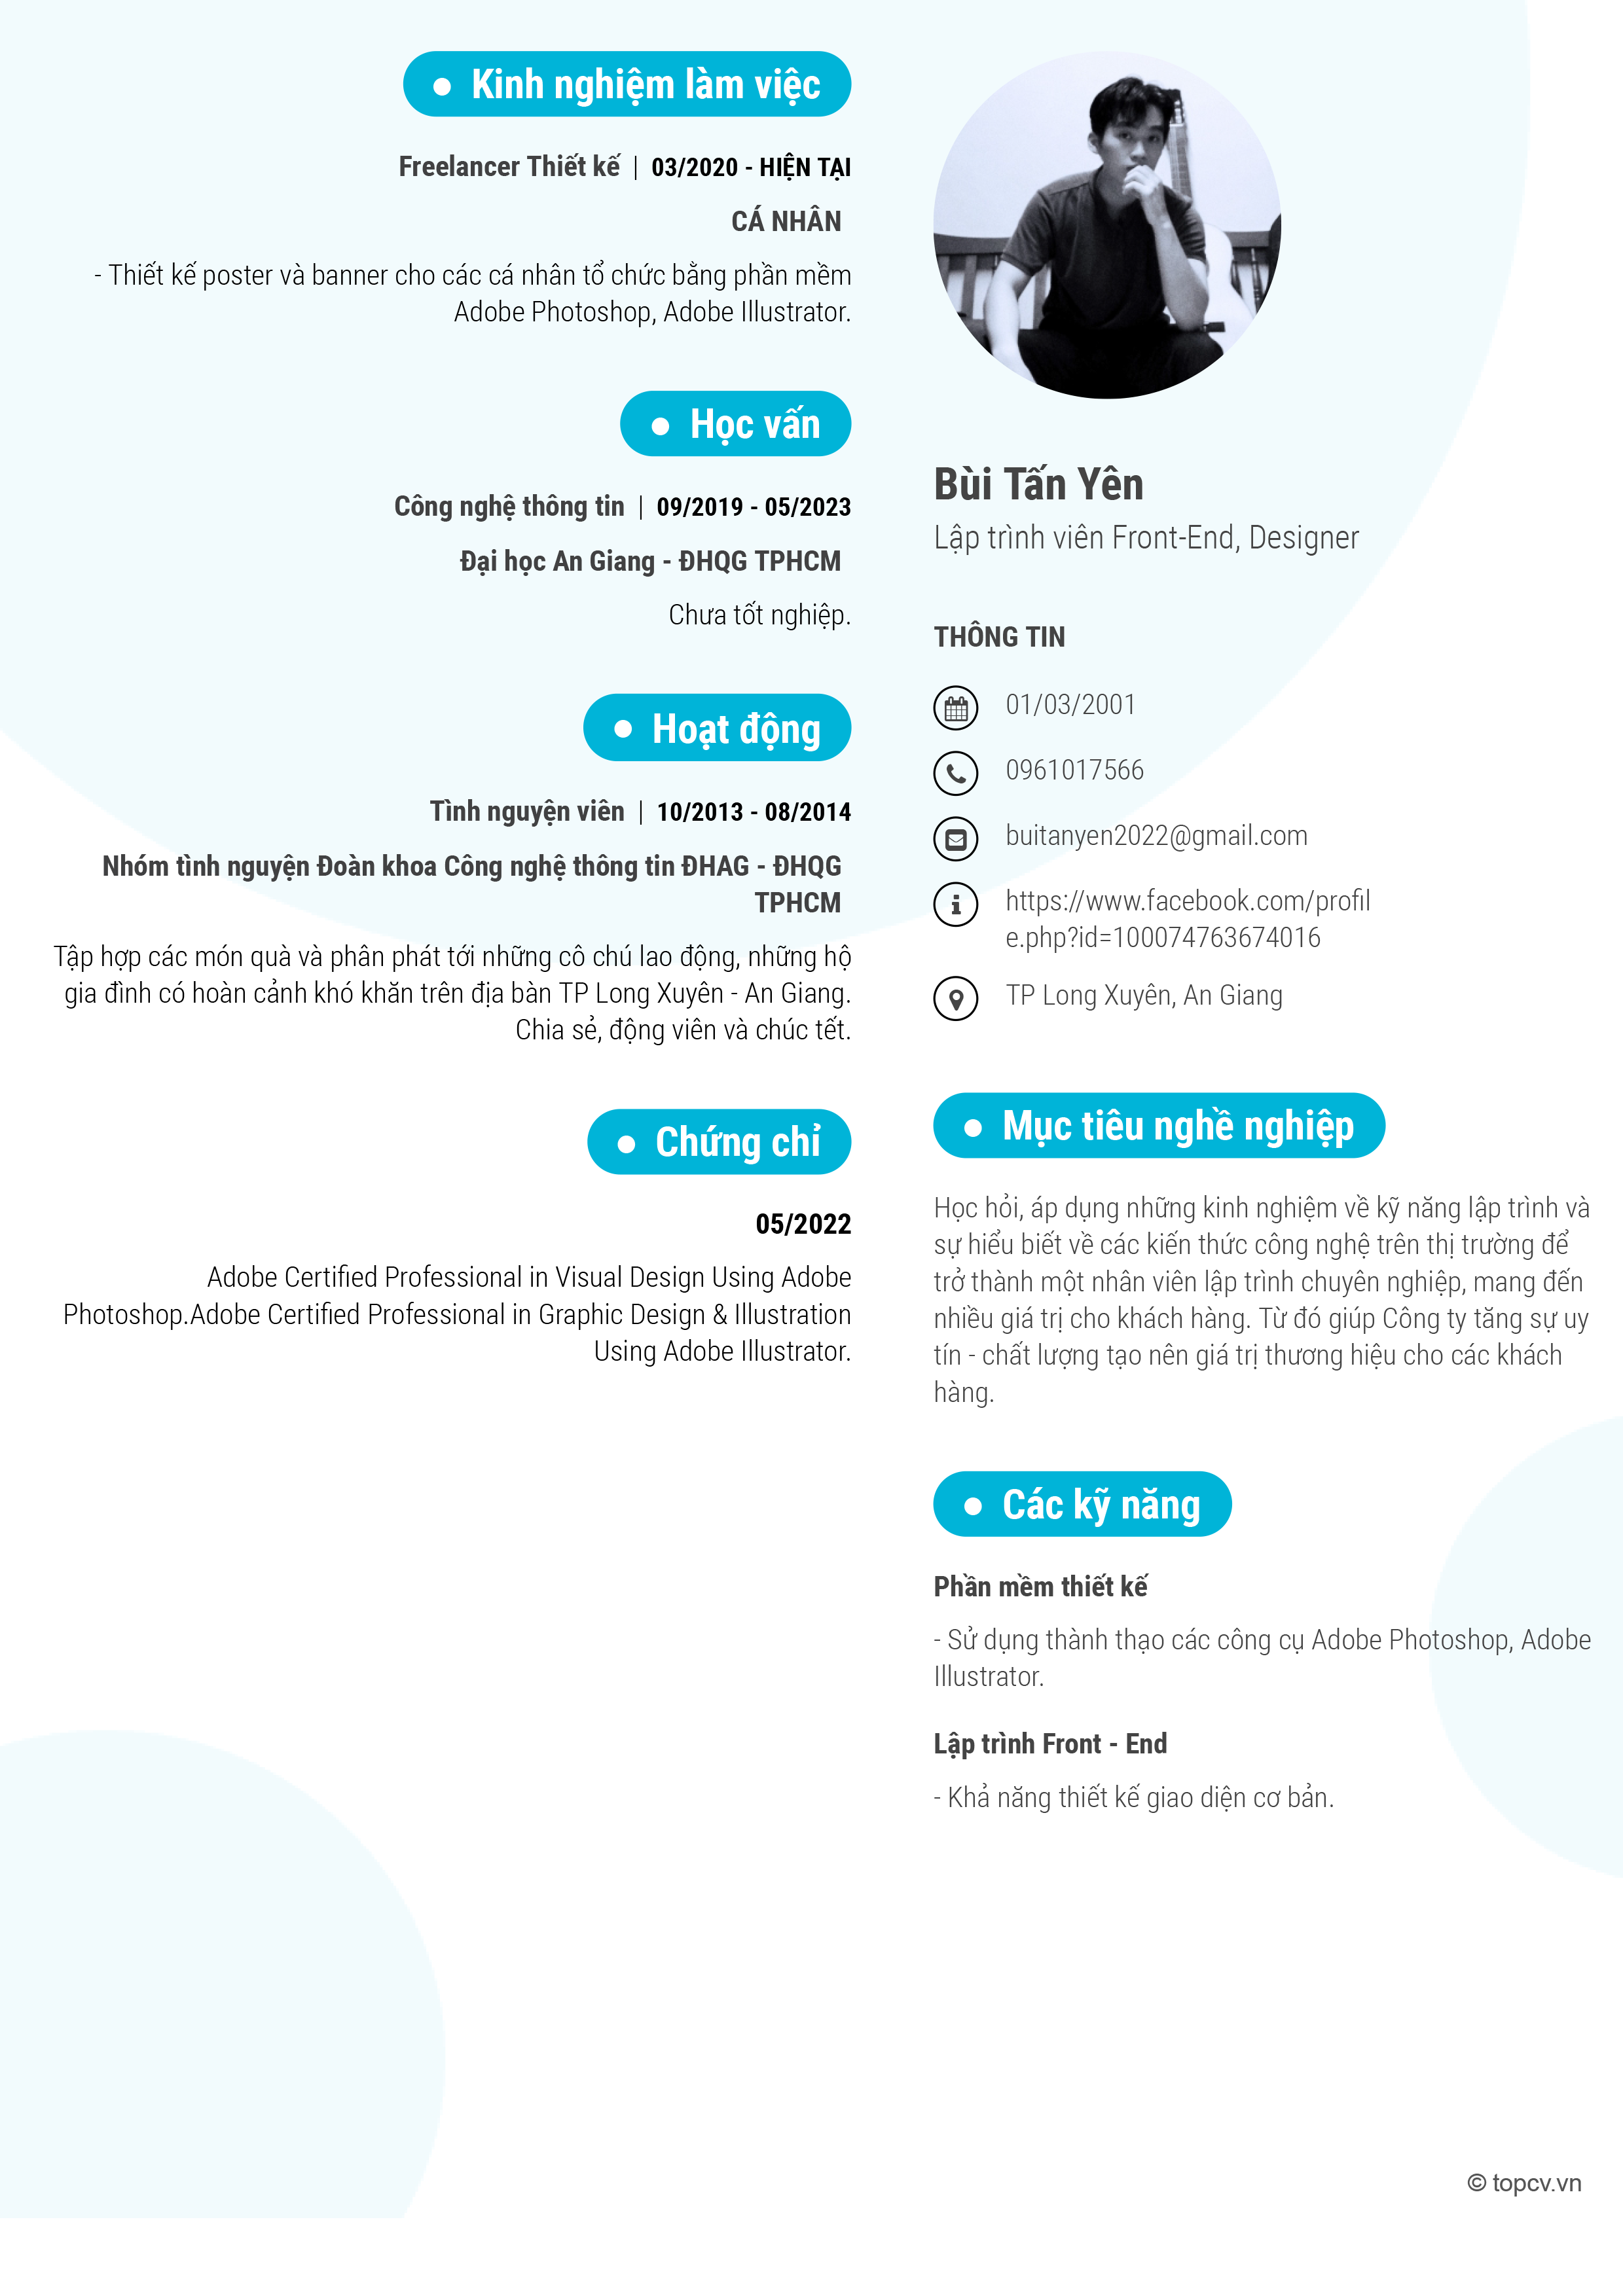 Kinh nghiệm làm việc
Freelancer Thiết kế | 03/2020 - HIỆN TẠI
CÁ NHÂN
- Thiết kế poster và banner cho các cá nhân tổ chức bằng phần mềm
Adobe Photoshop, Adobe Illustrator.
Học vấn
Công nghệ thông tin | 09/2019 - 05/2023
Đại học An Giang - ĐHQG TPHCM
Chưa tốt nghiệp.
Hoạt động
Tình nguyện viên | 10/2013 - 08/2014
Nhóm tình nguyện Đoàn khoa Công nghệ thông tin ĐHAG - ĐHQG
TPHCM
Tập hợp các món quà và phân phát tới những cô chú lao động, những hộ
gia đình có hoàn cảnh khó khăn trên địa bàn TP Long Xuyên - An Giang.
Chia sẻ, động viên và chúc tết.
Chứng chỉ
05/2022
Adobe Certified Professional in Visual Design Using Adobe
Photoshop.Adobe Certified Professional in Graphic Design & Illustration
Using Adobe Illustrator.
Bùi Tấn Yên
Lập trình viên Front-End, Designer
THÔNG TIN
01/03/2001
0961017566
buitanyen2022@gmail.com
https://www.facebook.com/profil
e.php?id=100074763674016
TP Long Xuyên, An Giang
Mục tiêu nghề nghiệp
Học hỏi, áp dụng những kinh nghiệm về kỹ năng lập trình và
sự hiểu biết về các kiến thức công nghệ trên thị trường để
trở thành một nhân viên lập trình chuyên nghiệp, mang đến
nhiều giá trị cho khách hàng. Từ đó giúp Công ty tăng sự uy
tín - chất lượng tạo nên giá trị thương hiệu cho các khách
hàng.
Các kỹ năng
Phần mềm thiết kế
- Sử dụng thành thạo các công cụ Adobe Photoshop, Adobe
Illustrator.
Lập trình Front - End
- Khả năng thiết kế giao diện cơ bản.
© topcv.vn